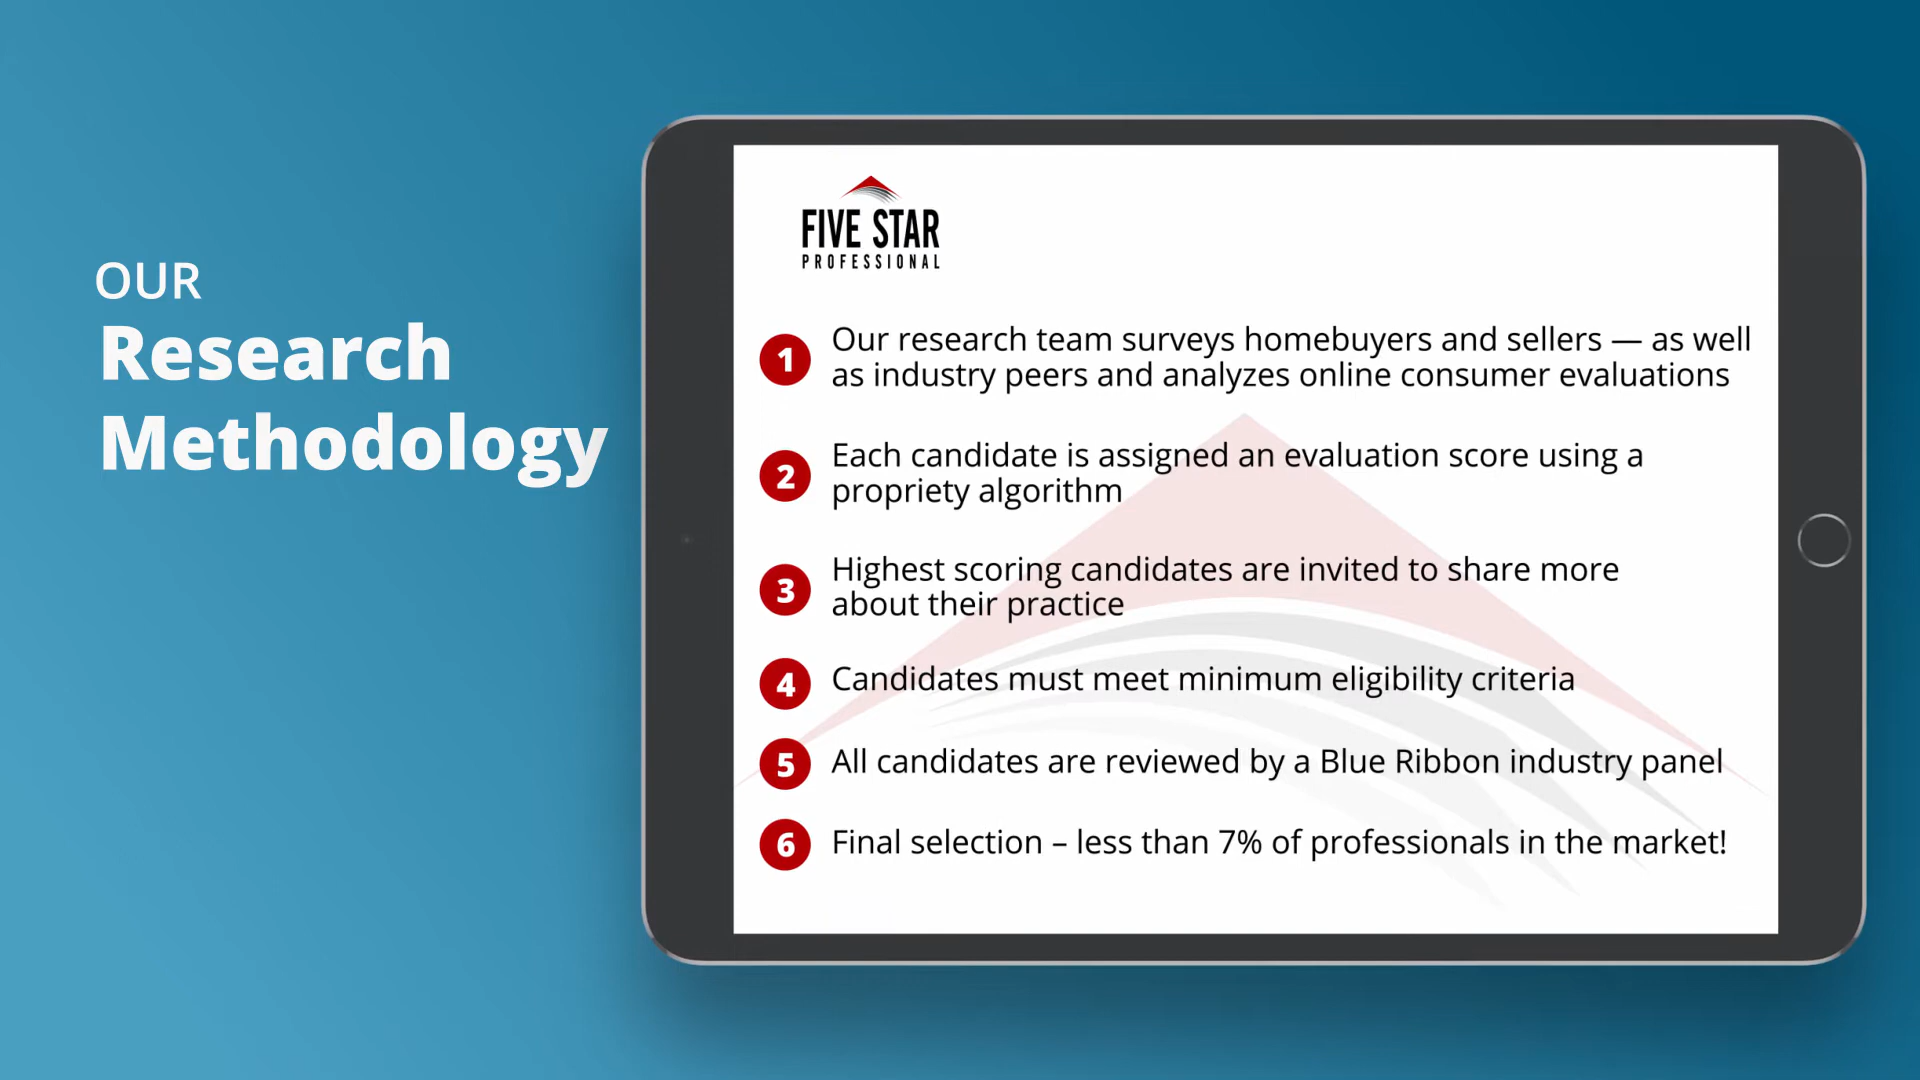 OUR
Research
Methodology
FIVE STAR
PROFESSIONAL
1 Our research team surveys homebuyers and sellers — as well
as industry peers and analyzes online consumer evaluations
2 Each candidate is assigned an evaluation score using a
propriety algorithm
3 Highest scoring candidates are invited to share more
about their practice
4 Candidates must meet minimum eligibility criteria
5 All candidates are reviewed by a Blue Ribbon industry panel
6 Final selection – less than 7% of professionals in the market!